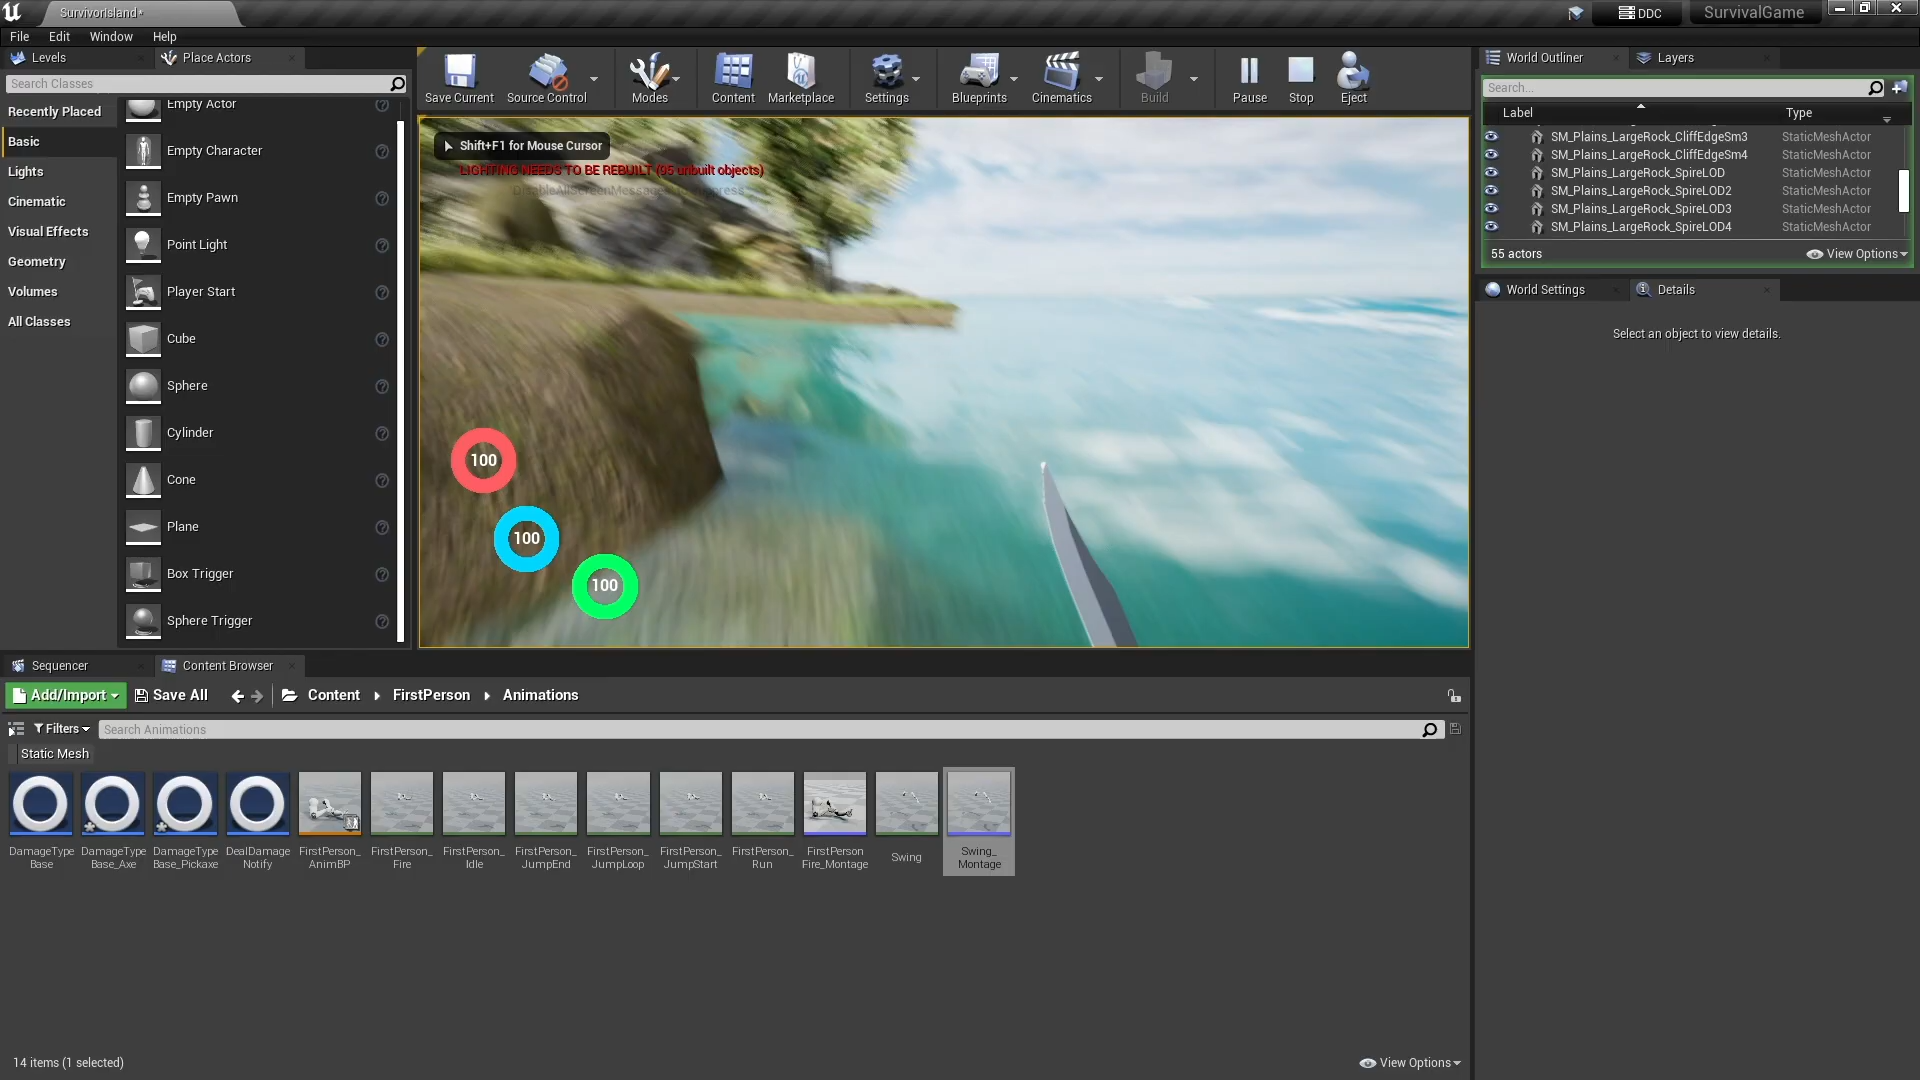 SurvivorIsland*
DDC
SurvivalGame
File Edit Window Help
Levels
Place Actors
Search Classes
Recently Placed
Basic
Lights
Cinematic
Visual Effects
Geometry
Volumes
All Classes
Empty Actor
Empty Character
Empty Pawn
Point Light
Player Start
Cube
Sphere
Cylinder
Cone
Plane
Box Trigger
Sphere Trigger
Save Current
Source Control
Modes
Content
Marketplace
Settings
Blueprints
Cinematics
Build
Pause
Stop
Eject
Shift+F1 for Mouse Cursor
LIGHTING NEEDS TO BE REBUILT (95 unbuilt objects)
100
100
100
World Outliner
Layers
Search...
Label Type
SM_Plains_LargeRock_CliffEdgeSm3 StaticMeshActor
SM_Plains_LargeRock_CliffEdgeSm4 StaticMeshActor
SM_Plains_LargeRock_SpireLOD StaticMeshActor
SM_Plains_LargeRock_SpireLOD2 StaticMeshActor
SM_Plains_LargeRock_SpireLOD3 StaticMeshActor
SM_Plains_LargeRock_SpireLOD4 StaticMeshActor
55 actors
View Options
World Settings
Details
Select an object to view details.
Sequencer
Content Browser
Add/Import
Save All
Content
FirstPerson
Animations
Filters
Search Animations
Static Mesh
DamageType
Base
DamageType
Base_Axe
DamageType
Base_Pickaxe
DealDamage
Notify
FirstPerson_
AnimBP
FirstPerson_
Fire
FirstPerson_
Idle
FirstPerson_
JumpEnd
FirstPerson_
JumpLoop
FirstPerson_
JumpStart
FirstPerson_
Run
FirstPerson
Fire_Montage
Swing
Swing_
Montage
14 items (1 selected)
View Options